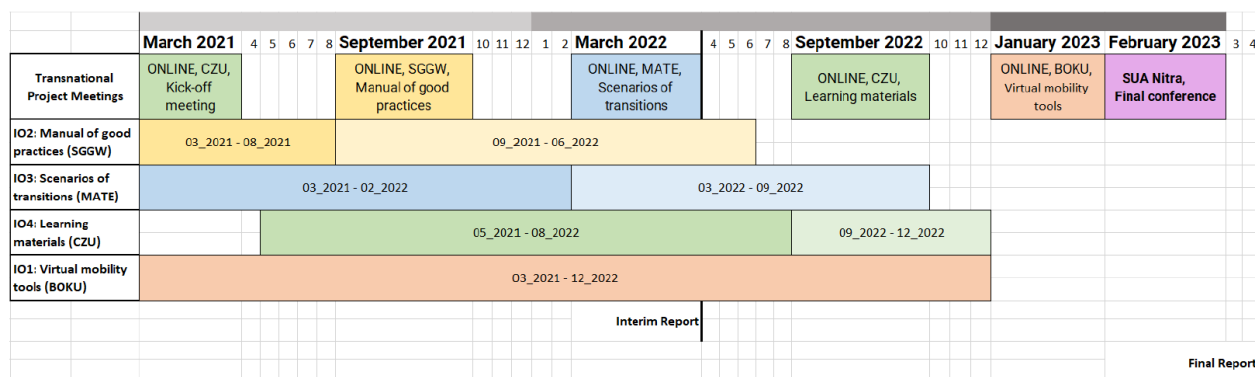 March 2021 4 5 6 7 8 September 2021 10 11 12 1 2 March 2022 4 5 6 7 8 September 2022 10 11 12 January 2023 February 2023 3 4
Transnational
Project Meetings
ONLINE, CZU,
Kick-off
meeting
ONLINE, SGGW,
Manual of good
practices
ONLINE, MATE,
Scenarios of
transitions
ONLINE, CZU,
Learning materials
ONLINE, BOKU,
Virtual mobility
tools
SUA Nitra,
Final conference
IO2: Manual of good
practices (SGGW)
03_2021 - 08_2021
09_2021 - 06_2022
IO3: Scenarios of
transitions (MATE)
03_2021 - 02_2022
03_2022 - 09_2022
IO4: Learning
materials (CZU)
05_2021 - 08_2022
09_2022 - 12_2022
IO1: Virtual mobility
tools (BOKU)
03_2021 - 12_2022
Interim Report
Final Report